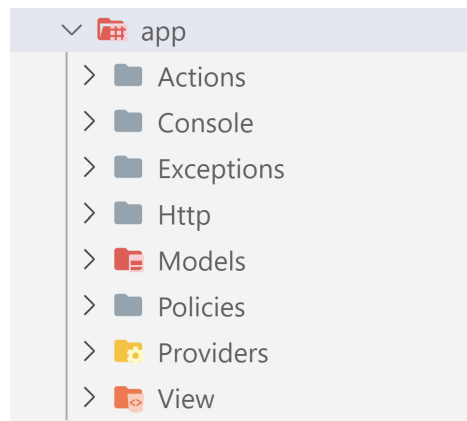 app
Actions
Console
Exceptions
Http
Models
Policies
Providers
View